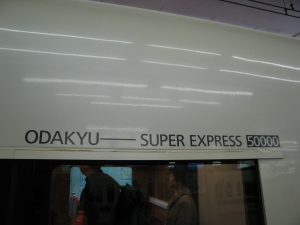 ODAKYU—— SUPER EXPRESS 50000